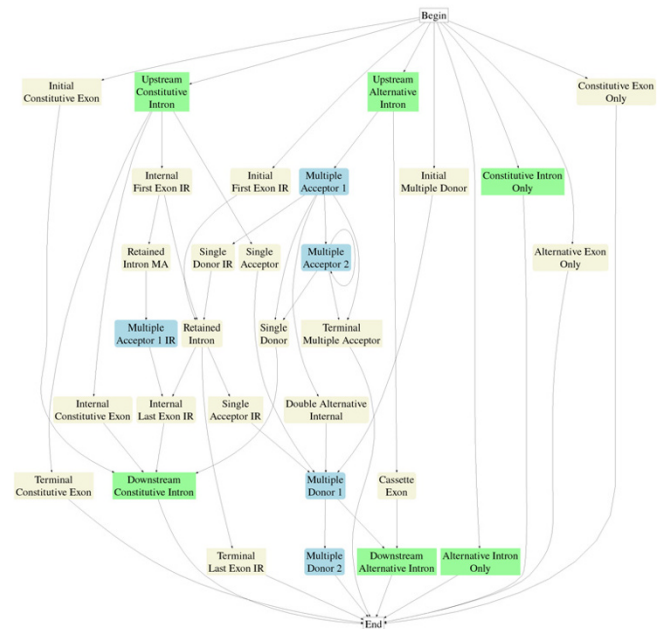 Begin
Initial
Constitutive Exon
Upstream
Constitutive
Intron
Upstream
Alternative
Intron
Constitutive Exon
Only
Internal
First Exon IR
Initial
First Exon IR
Multiple
Acceptor 1
Initial
Multiple Donor
Constitutive Intron
Only
Retained
Intron MA
Single
Donor IR
Single
Acceptor
Multiple
Acceptor 2
Alternative Exon
Only
Multiple
Acceptor 1 IR
Retained
Intron
Single
Donor
Terminal
Multiple Acceptor
Internal
Constitutive Exon
Internal
Last Exon IR
Single
Acceptor IR
Double Alternative
Internal
Terminal
Constitutive Exon
Downstream
Constitutive Intron
Multiple
Donor 1
Cassette
Exon
Terminal
Last Exon IR
Multiple
Donor 2
Downstream
Alternative Intron
Alternative Intron
Only
End